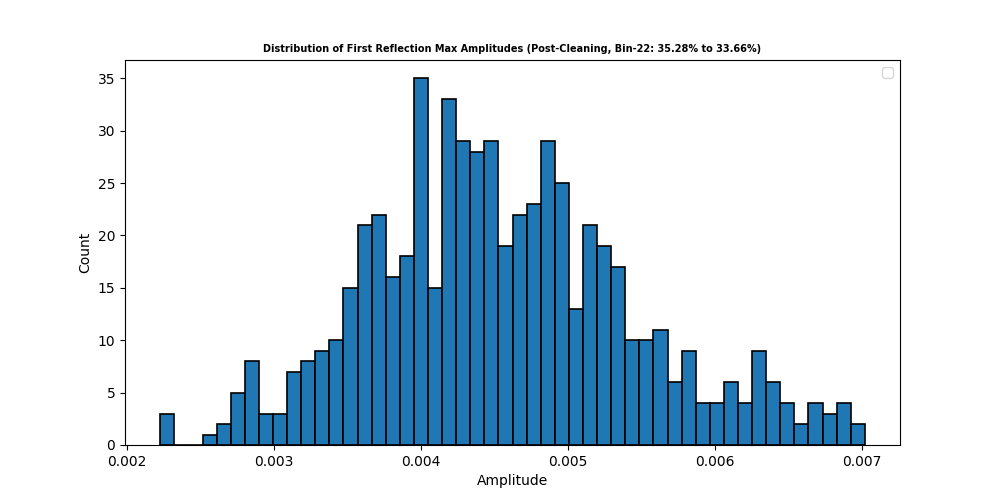 Distribution of First Reflection Max Amplitudes (Post-Cleaning, Bin-22: 35.28% to 33.66%)
35
30
25
20
15
10
5
0
Count
0.002 0.003 0.004 0.005 0.006 0.007
Amplitude